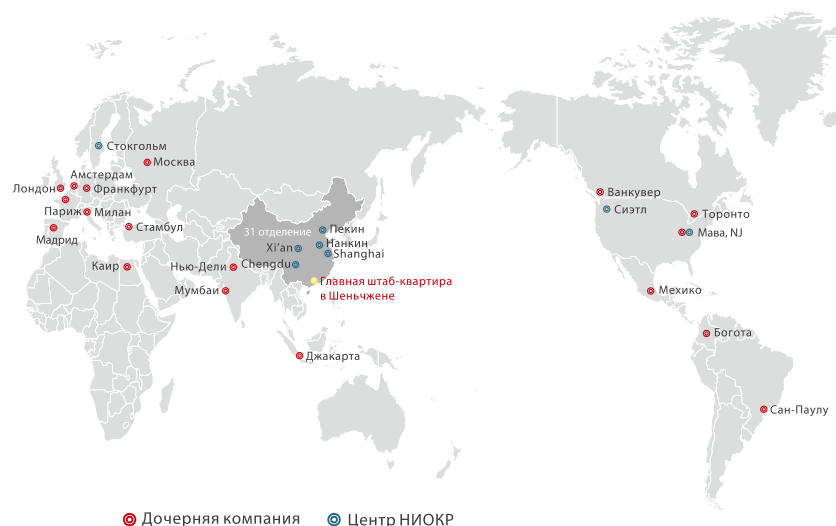 Стокгольм
Москва
Амстердам
Лондон
Франкфурт
Париж
Милан
Стамбул
Мадрид
Каир
31 отделение
Пекин
Нанкин
Xi'an
Shanghai
Chengdu
Нью-Дели
Мумбаи
Главная штаб-квартира
в Шеньчжене
Джакарта
Ванкувер
Сиэтл
Торонто
Мава, NJ
Мехико
Богота
Сан-Паулу
Дочерняя компания
Центр НИОКР